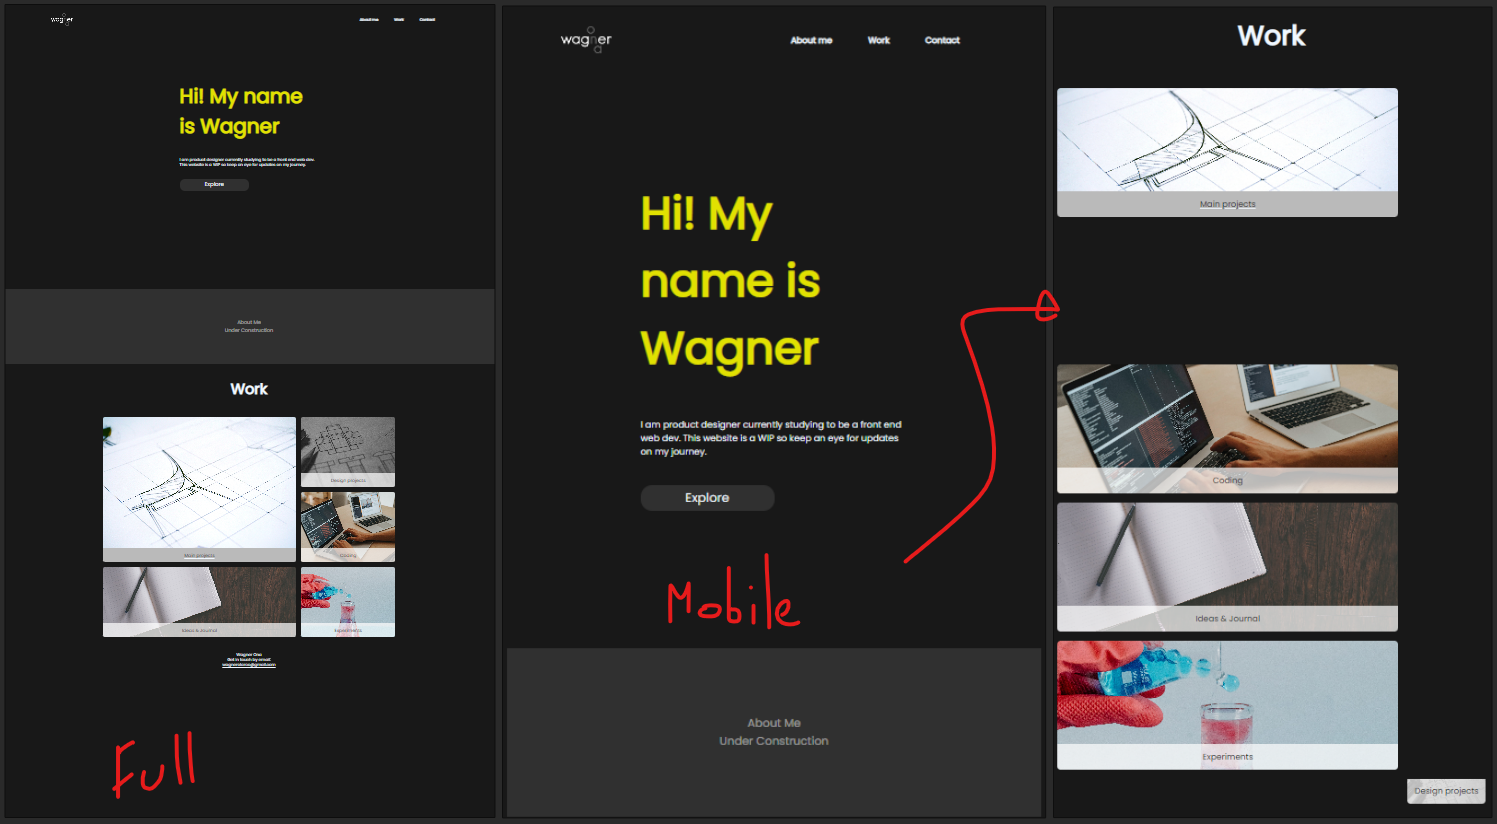 wagner
About me
Work
Contact
Hi! My name
is Wagner
I am product designer currently studying to be a front end web dev.
This website is a WIP so keep an eye for updates on my journey.
Explore
About Me
Under Construction
Work
Main projects
Design projects
Coding
Ideas & Journal
Experiments
Wagner Ono
Get in touch by email
Full
wagner
o
a
About me
Work
Contact
Hi! My
name is
Wagner
I am product designer currently studying to be a front end
web dev. This website is a WIP so keep an eye for updates
on my journey.
Explore
Mobile
About Me
Under Construction
Work
Main projects
Coding
Ideas & Journal
Experiments
Design projects